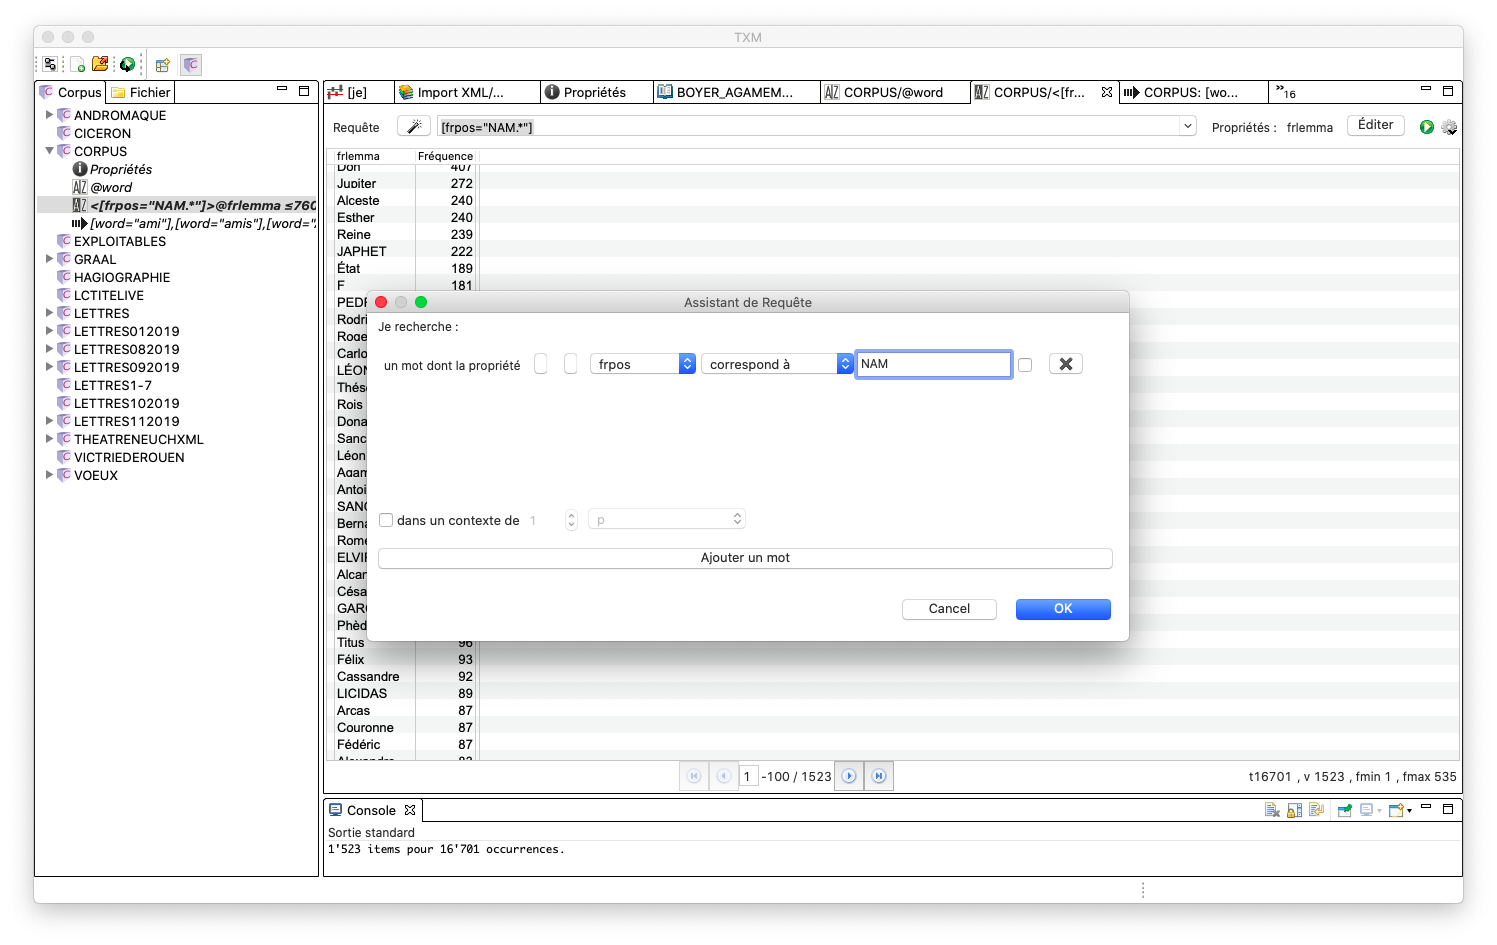 TXM
Corpus Fichier
[je] Import XML/... Propriétés BOYER_AGAMEM... CORPUS/@word CORPUS/<[fr... CORPUS: [wo... »16
ANDROMAQUE
CICERON
CORPUS
Propriétés
@word
<[frpos="NAM.*"]>@frlemma ≤760
[word="ami"],[word="amis"],[word="
EXPLOITABLES
GRAAL
HAGIOGRAPHIE
LCTITELIVE
LETTRES
LETTRES012019
LETTRES082019
LETTRES092019
LETTRES1-7
LETTRES102019
LETTRES112019
THEATRENEUCHXML
VICTRIEDEROUEN
VOEUX
Requête [frpos="NAM.*"] Propriétés : frlemma Éditer
frlemma Fréquence
Don 407
Jupiter 272
Alceste 240
Esther 240
Reine 239
JAPHET 222
État 189
F 181
PEDR
Rodri
Roge
Carlo
LÉON
Thés
Rois
Dona
Sanc
Léon
Agam
Antoi
SANC
Berna
Rome
ELVIR
Alcan
Césa
GARC
Phèd
Titus 96
Félix 93
Cassandre 92
LICIDAS 89
Arcas 87
Couronne 87
Fédéric 87
Assistant de Requête
Je recherche :
un mot dont la propriété frpos correspond à NAM
dans un contexte de 1 p
Ajouter un mot
Cancel OK
1 -100 / 1523
t16701 , v 1523 , fmin 1 , fmax 535
Console
Sortie standard
1'523 items pour 16'701 occurrences.